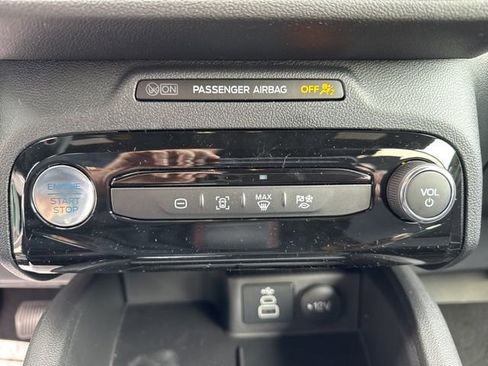 ON PASSENGER AIRBAG OFF
ENGINE
START
STOP
MAX
VOL
+12V